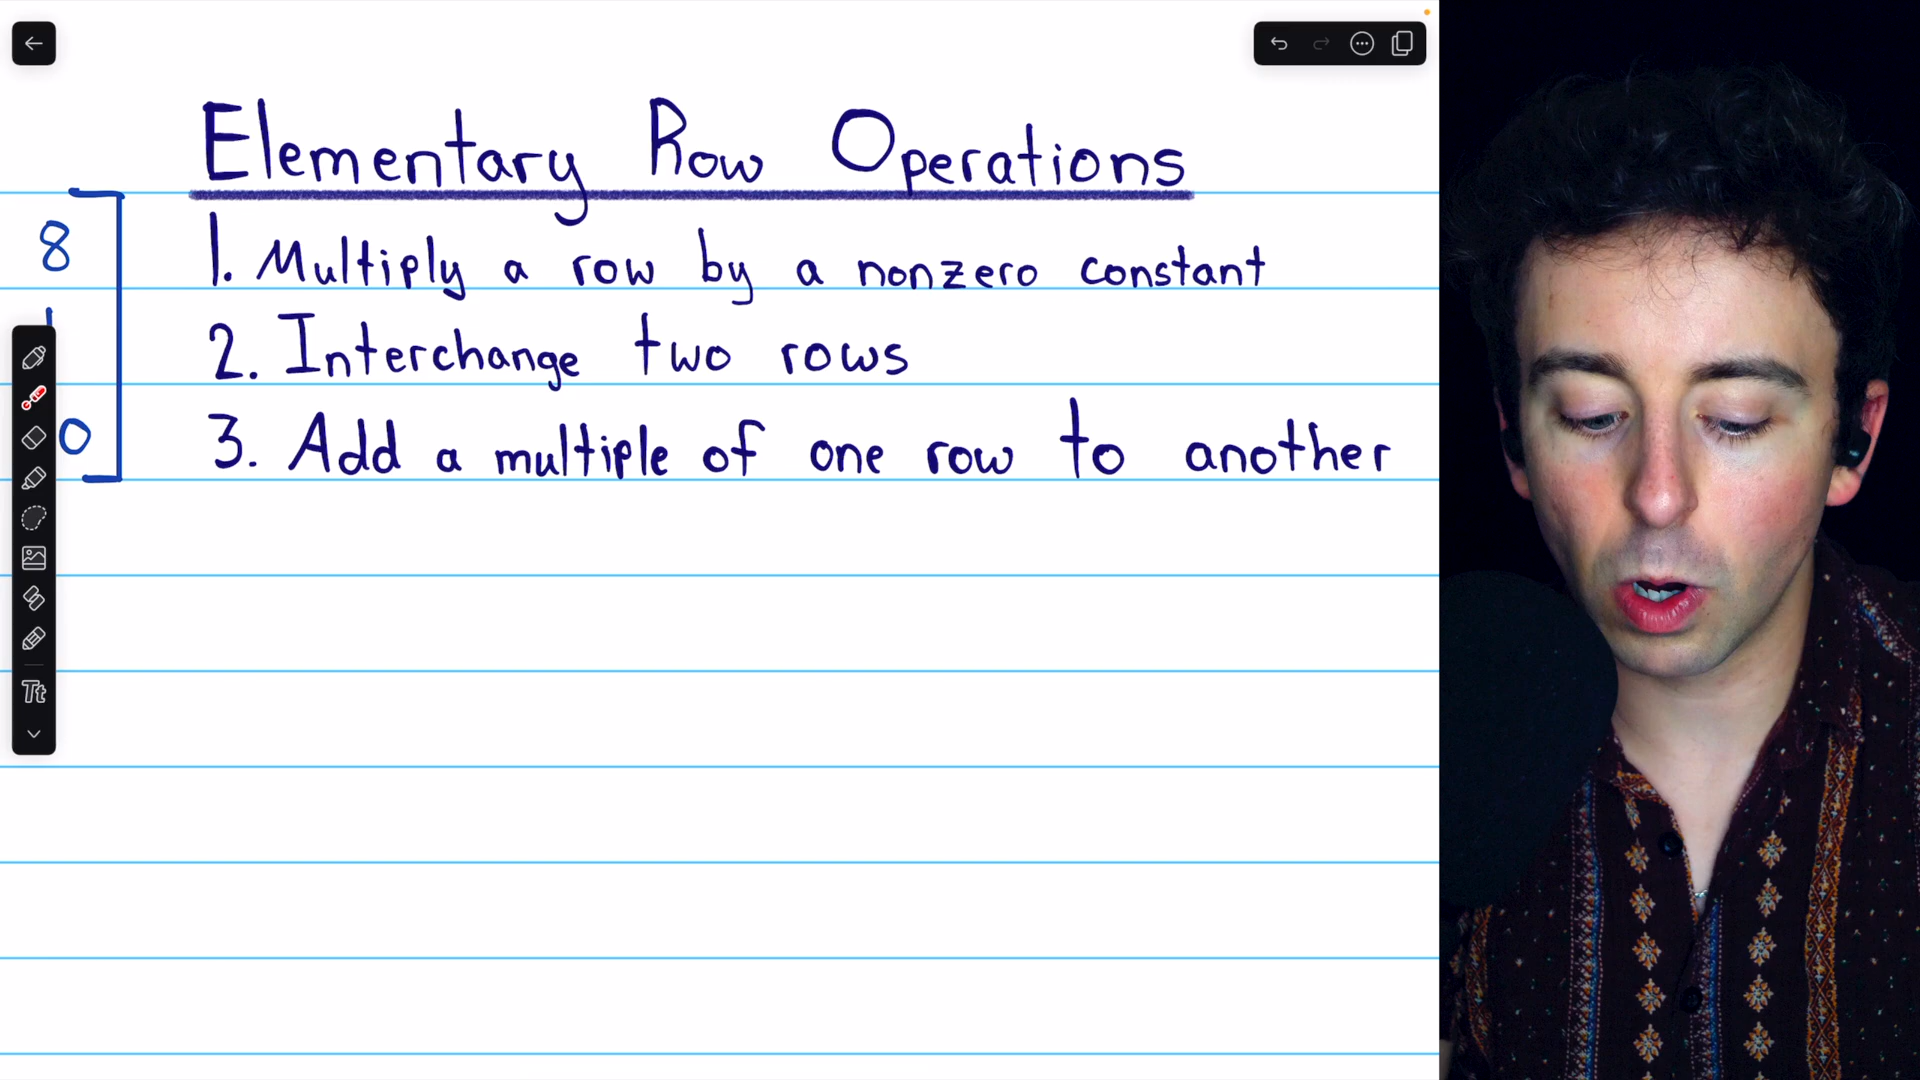 Elementary Row Operations
8
1. Multiply a row by a nonzero constant
2. Interchange two rows
0
3. Add a multiple of one row to another
Tt